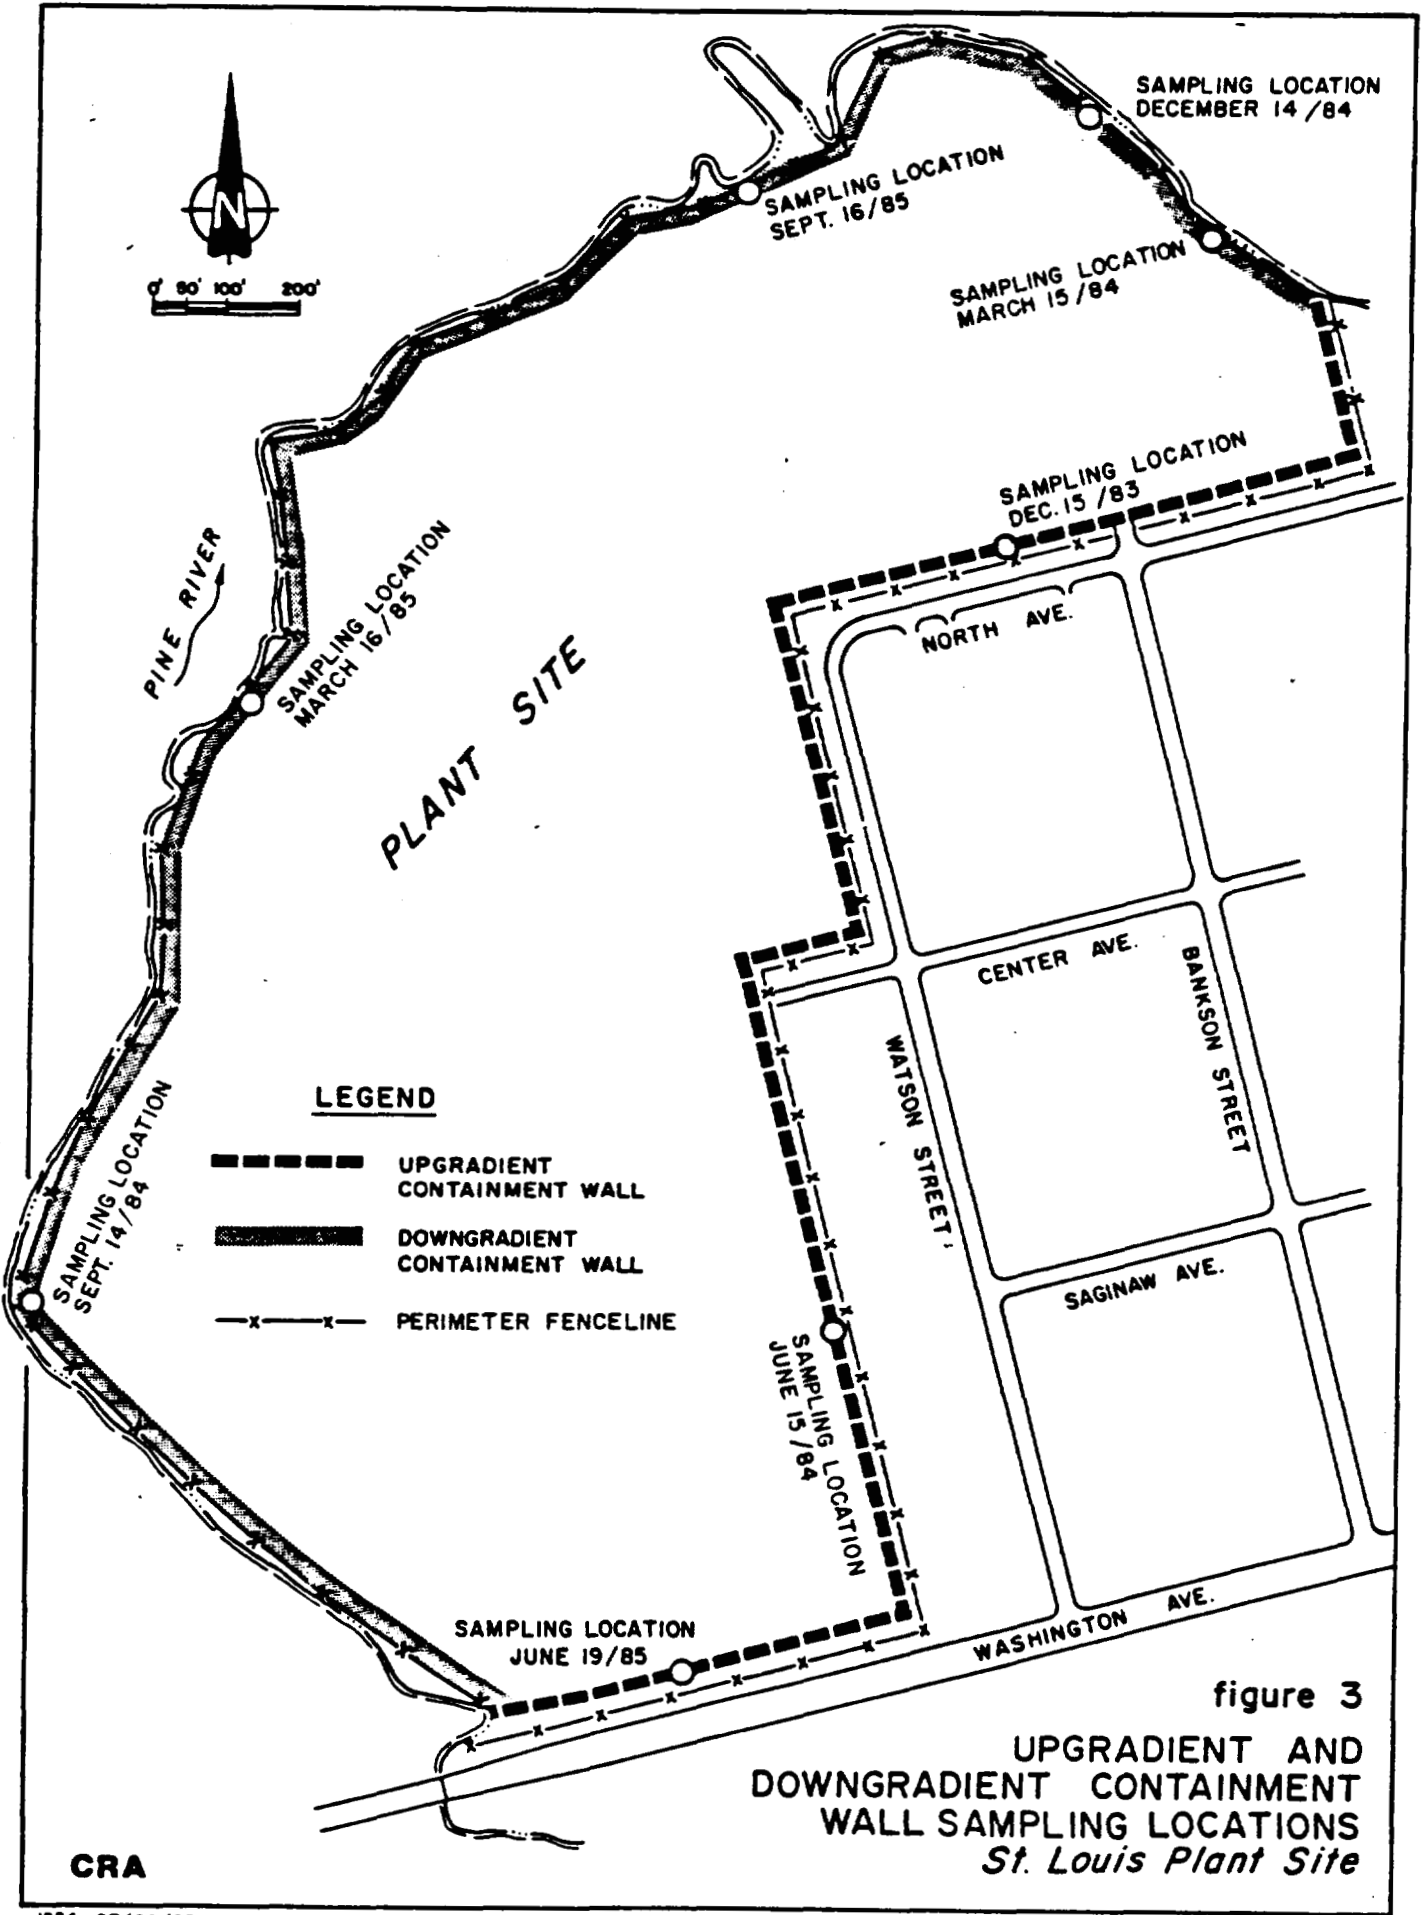 SAMPLING LOCATION
DECEMBER 14/84
SAMPLING LOCATION
SEPT. 16/85
N
0' 50' 100' 200'
SAMPLING LOCATION
MARCH 15/84
SAMPLING LOCATION
DEC. 15/83
PINE RIVER
SAMPLING LOCATION
MARCH 16/85
NORTH AVE.
PLANT SITE
CENTER AVE.
BANKSON STREET
WATSON STREET
LEGEND
UPGRADIENT
CONTAINMENT WALL
DOWNGRADIENT
CONTAINMENT WALL
PERIMETER FENCELINE
SAMPLING LOCATION
SEPT. 14/84
SAGINAW AVE.
SAMPLING LOCATION
JUNE 15/84
SAMPLING LOCATION
JUNE 19/85
WASHINGTON AVE.
figure 3
UPGRADIENT AND
DOWNGRADIENT CONTAINMENT
WALL SAMPLING LOCATIONS
St. Louis Plant Site
CRA